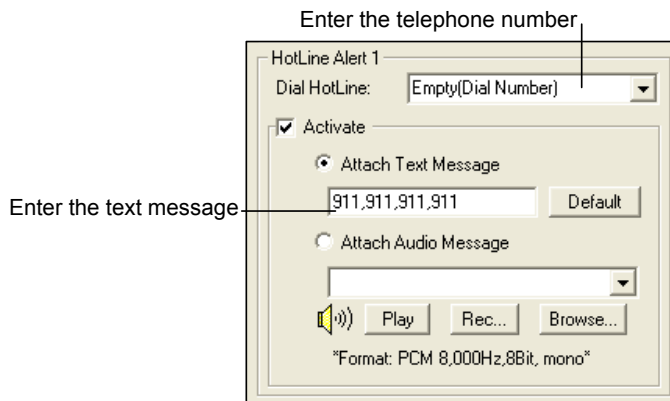 Enter the telephone number
HotLine Alert 1
Dial HotLine: Empty(Dial Number)
Activate
Attach Text Message
Enter the text message 911,911,911,911 Default
Attach Audio Message
Play Rec... Browse...
*Format: PCM 8,000Hz,8Bit, mono*